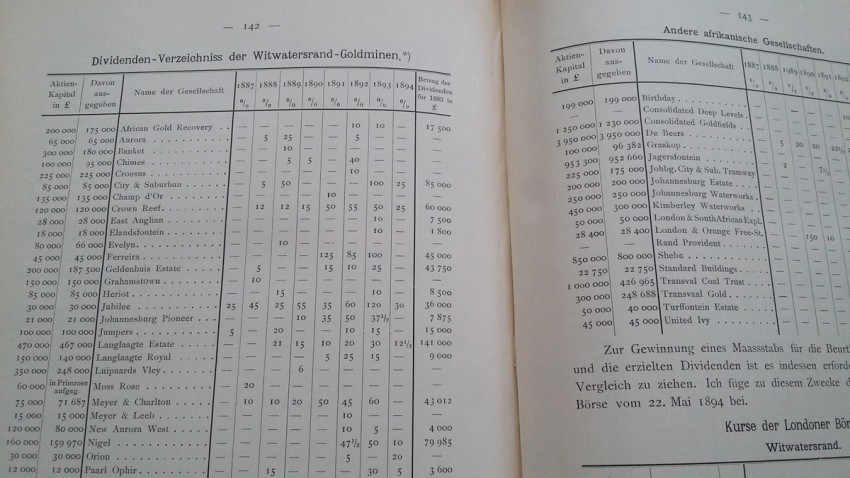 — 142 —
Dividenden-Verzeichniss der Witwatersrand-Goldminen.*)
Aktien-Kapital in £ Davon aus-gegeben Name der Gesellschaft 1887 % 1888 % 1889 % 1890 % 1891 % 1892 % 1893 % 1894 % Betrag der Dividenden für 1893 in £
200 000 175 000 African Gold Recovery . . — — — — — 10 10 — 17 500
65 000 65 000 Aurora . . . . . . . . . — 5 25 — — 5 — — —
300 000 180 000 Banket . . . . . . . . . — — 10 — — — — — —
100 000 95 000 Chimes . . . . . . . . . — — 5 5 — 40 — — —
225 000 225 000 Croesus . . . . . . . . . — — — — — 10 — — —
85 000 85 000 City & Suburban . . . . . — 5 50 — — — 100 25 85 000
135 000 135 000 Champ d'Or . . . . . . . — — — — 10 — — — —
120 000 120 000 Crown Reef . . . . . . . — 12 12 15 50 55 50 25 60 000
28 000 28 000 East Anglian . . . . . . — — — — — — 10 — 7 500
18 000 18 000 Elandsfontein . . . . . . — — — — — — 10 — 1 800
80 000 66 000 Evelyn . . . . . . . . . — — 10 — — — — — —
45 000 45 000 Ferreira . . . . . . . . — — — — 125 85 100 — 45 000
200 000 187 500 Geldenhuis Estate . . . . — 5 — — 15 10 25 — 43 750
150 000 150 000 Grahamstown . . . . . . — 10 — — — — — — —
85 000 85 000 Heriot . . . . . . . . . — — 15 — — — 10 — 8 500
30 000 30 000 Jubilee . . . . . . . . . 25 45 25 55 35 60 120 30 36 000
21 000 21 000 Johannesburg Pioneer . . . — — — 10 35 50 37½ — 7 875
100 000 100 000 Jumpers . . . . . . . . . 5 — 20 — — 10 15 — 15 000
470 000 467 000 Langlaagte Estate . . . . — — 21 15 10 20 30 12½ 141 000
150 000 140 000 Langlaagte Royal . . . . — — — — 5 25 15 — 9 600
350 000 248 000 Luipaards Vley . . . . . — — — 6 — — — — —
60 000 in Primrose aufgeg. Moss Rose . . . . . . . . — 20 — — — — — — —
75 000 71 687 Meyer & Charlton . . . . — 10 10 20 50 45 60 — 43 012
15 000 15 000 Meyer & Leeb . . . . . . — — — — — 10 — — —
120 000 80 000 New Aurora West . . . . — — — — — 10 5 — 4 000
160 000 159 970 Nigel . . . . . . . . . . — — — — — 47½ 50 10 79 985
30 000 30 000 Orion . . . . . . . . . . — — — — — 5 — 20 —
12 000 12 000 Paarl Ophir . . . . . . . — — 15 — — — 30 5 3 600
— 143 —
Andere afrikanische Gesellschaften.
Aktien-Kapital in £ Davon aus-gegeben Name der Gesellschaft 1887 1888 1989 1890 1891
199 000 199 000 Birthday
— — Consolidated Deep Levels
1 250 000 1 230 000 Consolidated Goldfields
3 950 000 3 950 000 De Beers
100 000 96 382 Graskop
953 300 952 660 Jagersfontein
225 000 175 000 Johbg. City & Sub. Tramway
200 000 200 000 Johannesburg Estate
250 000 250 000 Johannesburg Waterworks
450 000 300 000 Kimberley Waterworks
50 000 50 000 London & South African Expl.
28 400 28 400 London & Orange Free-St.
— — Rand Provident
850 000 800 000 Sheba
22 750 22 750 Standard Buildings
1 000 000 426 965 Transval Coal Trust
300 000 248 688 Transval Gold
50 000 40 000 Turffontein Estate
45 000 45 000 United Ivy
Zur Gewinnung eines Maassstabs für die
und die erzielten Dividenden ist es indessen
Vergleich zu ziehen. Ich füge zu diesem Zwecke
Börse vom 22. Mai 1894 bei.
Kurse der Londoner
Witwatersrand.